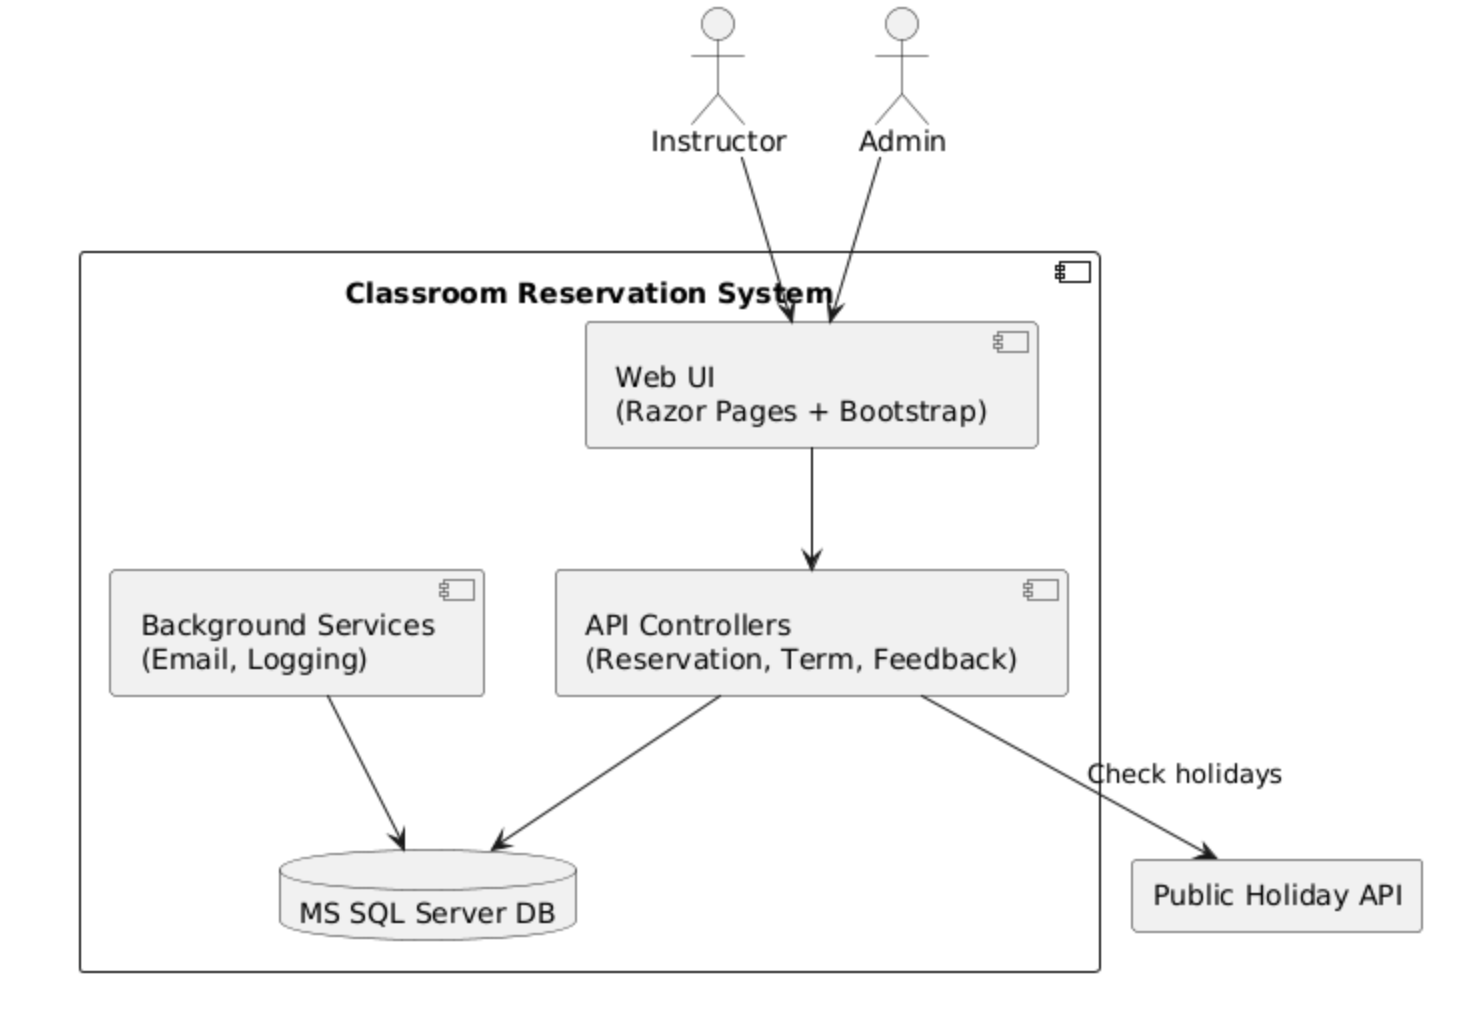 Instructor
Admin
Classroom Reservation System
Web UI
(Razor Pages + Bootstrap)
Background Services
(Email, Logging)
API Controllers
(Reservation, Term, Feedback)
Check holidays
MS SQL Server DB
Public Holiday API